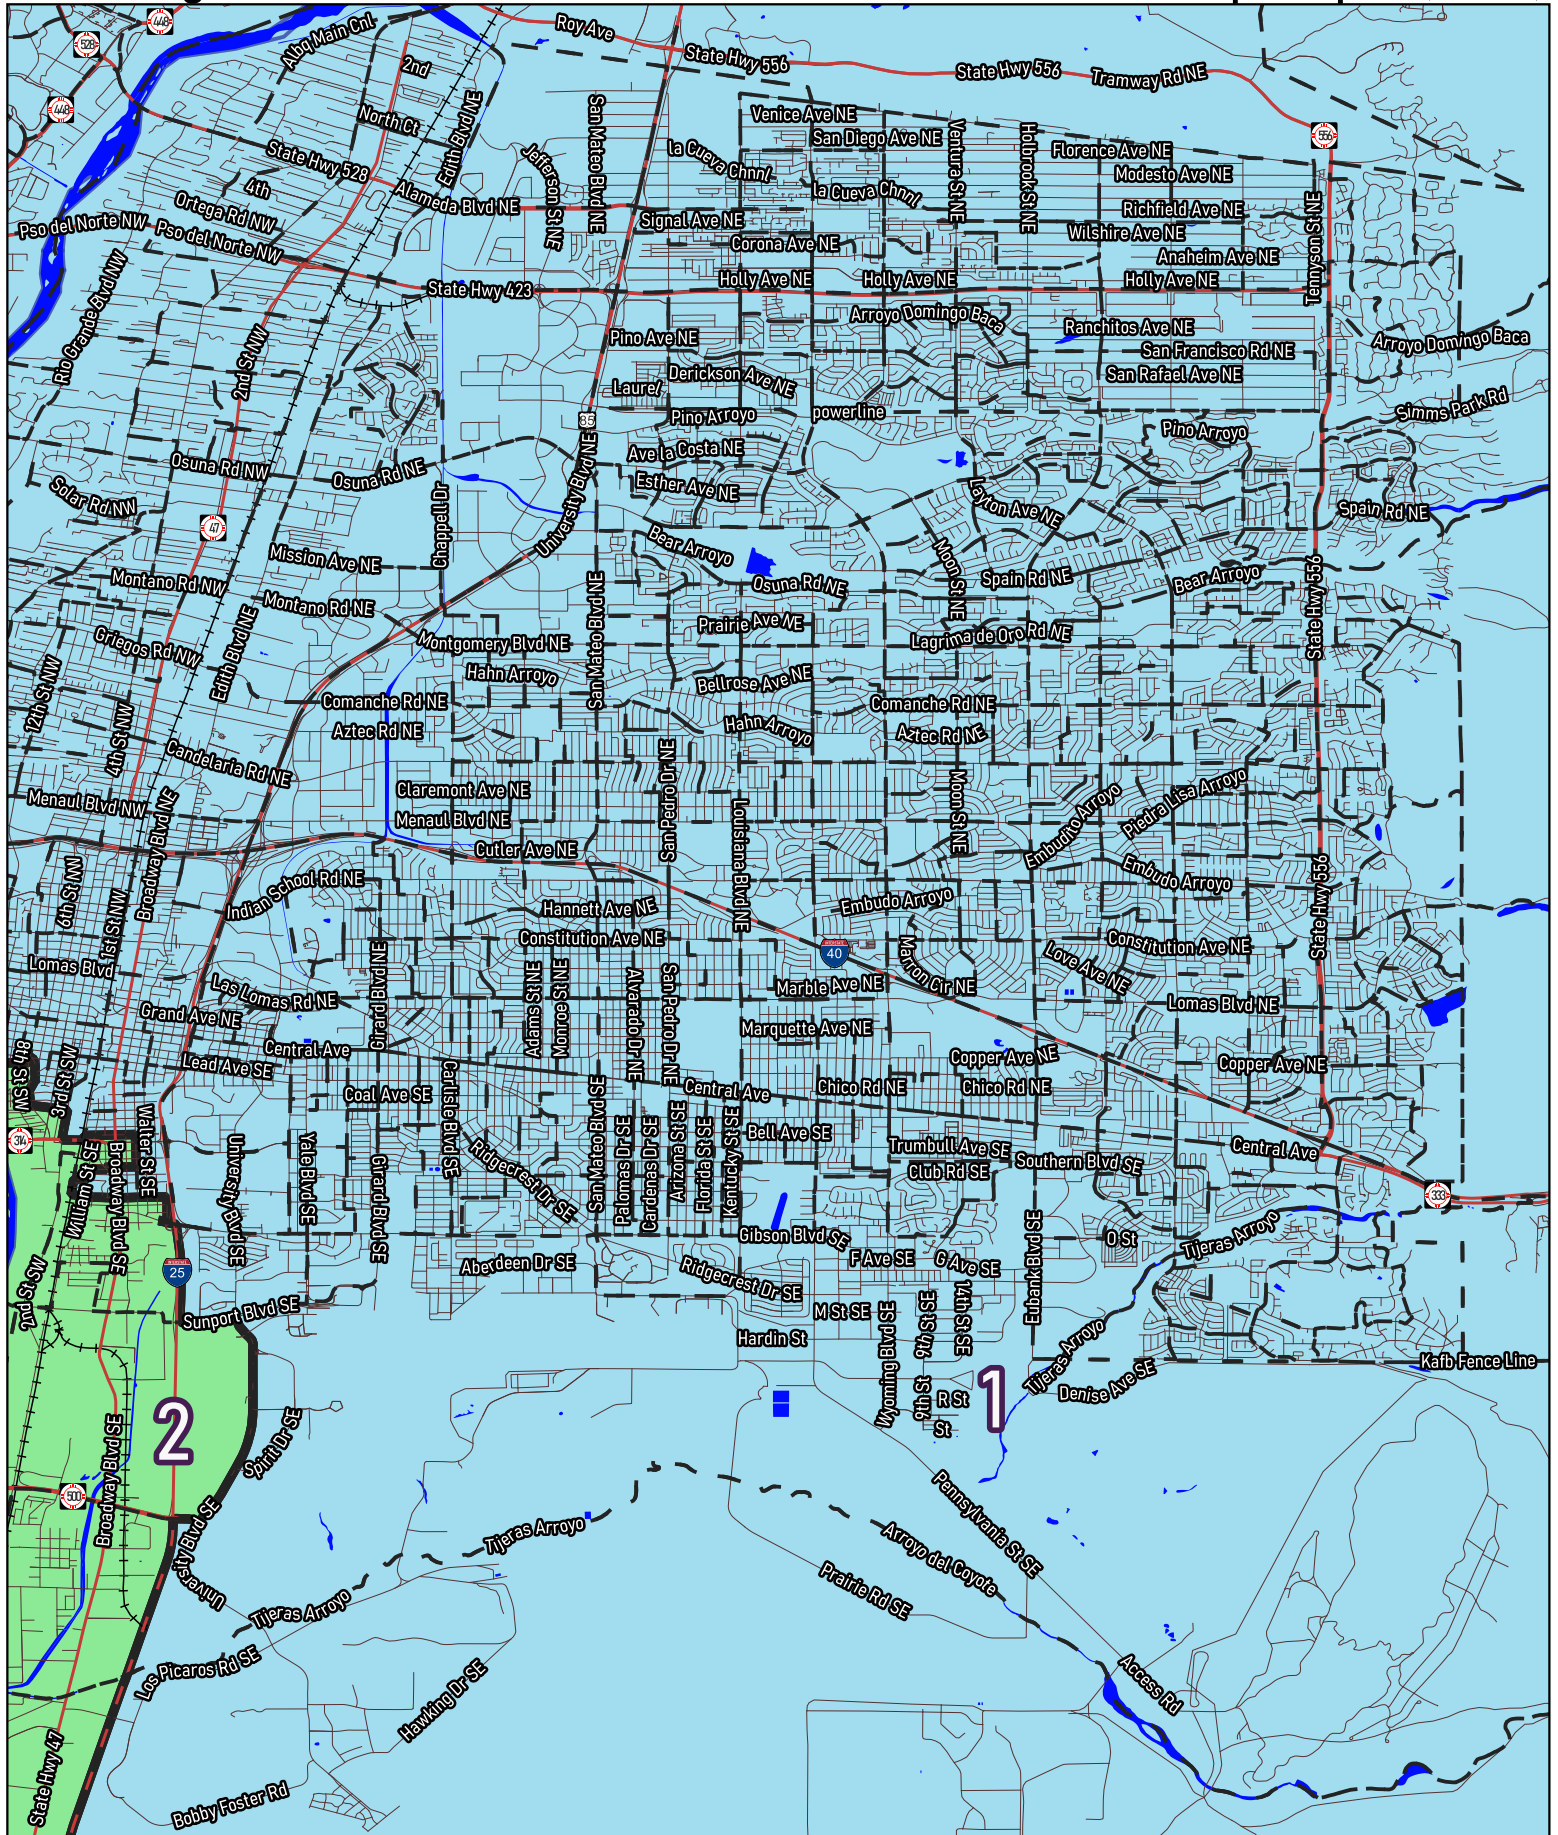 448
528
Albq Main Cnl
Roy Ave
State Hwy 556
State Hwy 556
Tramway Rd NE
2nd
448
North Ct
Edith Blvd NE
San Mateo Blvd NE
Venice Ave NE
San Diego Ave NE
Ventura St NE
Holbrook St NE
556
State Hwy 528
Jefferson St NE
la Cueva Chnnl
Florence Ave NE
Modesto Ave NE
4th
Alameda Blvd NE
la Cueva Chnnl
Ortega Rd NW
Richfield Ave NE
Pso del Norte NW
Pso del Norte NW
Signal Ave NE
Wilshire Ave NE
Tennyson St NE
Corona Ave NE
Anaheim Ave NE
Rio Grande Blvd NW
State Hwy 423
Holly Ave NE
Holly Ave NE
Holly Ave NE
Arroyo Domingo Baca
Ranchitos Ave NE
Arroyo Domingo Baca
Pino Ave NE
San Francisco Rd NE
2nd St NW
Derickson Ave NE
San Rafael Ave NE
Laurel
Simms Park Rd
85
Pino Arroyo
powerline
Pino Arroyo
Ave la Costa NE
Osuna Rd NW
Osuna Rd NE
Esther Ave NE
Solar Rd NW
University Blvd NE
Layton Ave NE
Spain Rd NE
47
Chappell Dr
Bear Arroyo
Mission Ave NE
Moon St NE
Montano Rd NW
Osuna Rd NE
Spain Rd NE
Bear Arroyo
Montano Rd NE
San Mateo Blvd NE
State Hwy 556
Prairie Ave NE
Griegos Rd NW
Edith Blvd NE
Montgomery Blvd NE
Lagrima de Oro Rd NE
12th St NW
Hahn Arroyo
Bellrose Ave NE
Comanche Rd NE
Comanche Rd NE
4th St NW
Aztec Rd NE
Hahn Arroyo
Aztec Rd NE
Candelaria Rd NE
San Pedro Dr NE
Claremont Ave NE
Moon St NE
Embudito Arroyo
Piedra Lisa Arroyo
Menaul Blvd NW
Menaul Blvd NE
Louisiana Blvd NE
Broadway Blvd NE
Cutler Ave NE
Embudo Arroyo
State Hwy 556
6th St NW
Indian School Rd NE
1st St NW
Hannett Ave NE
Embudo Arroyo
Constitution Ave NE
Constitution Ave NE
40
Lomas Blvd
Girard Blvd NE
Marron Cir NE
Love Ave NE
Las Lomas Rd NE
Adams St NE
Monroe St NE
Alvarado Dr NE
San Pedro Dr NE
Marble Ave NE
Lomas Blvd NE
Grand Ave NE
Marquette Ave NE
Central Ave
8th St SW
3rd St SW
Lead Ave SE
Copper Ave NE
Copper Ave NE
Coal Ave SE
Carlisle Blvd SE
San Mateo Blvd SE
Central Ave
Chico Rd NE
Chico Rd NE
314
Walter St SE
University Blvd SE
Yale Blvd SE
Girard Blvd SE
Ridgecrest Dr SE
Palomas Dr SE
Cardenas Dr SE
Arizona St SE
Florida St SE
Kentucky St SE
Bell Ave SE
Trumbull Ave SE
Central Ave
Southern Blvd SE
Club Rd SE
William St SE
Broadway Blvd SE
333
2nd St SW
25
Gibson Blvd SE
O St
Tijeras Arroyo
Aberdeen Dr SE
Ridgecrest Dr SE
F Ave SE
G Ave SE
Eubank Blvd SE
Sunport Blvd SE
M St SE
Wyoming Blvd SE
9th St SE
14th St SE
Hardin St
Tijeras Arroyo
Kafb Fence Line
Denise Ave SE
1
2
9th St
R St
St
Broadway Blvd SE
Spirit Dr SE
500
University Blvd SE
Pennsylvania St SE
Tijeras Arroyo
Arroyo del Coyote
Prairie Rd SE
Tijeras Arroyo
Los Picaros Rd SE
Hawking Dr SE
Access Rd
State Hwy 47
Bobby Foster Rd